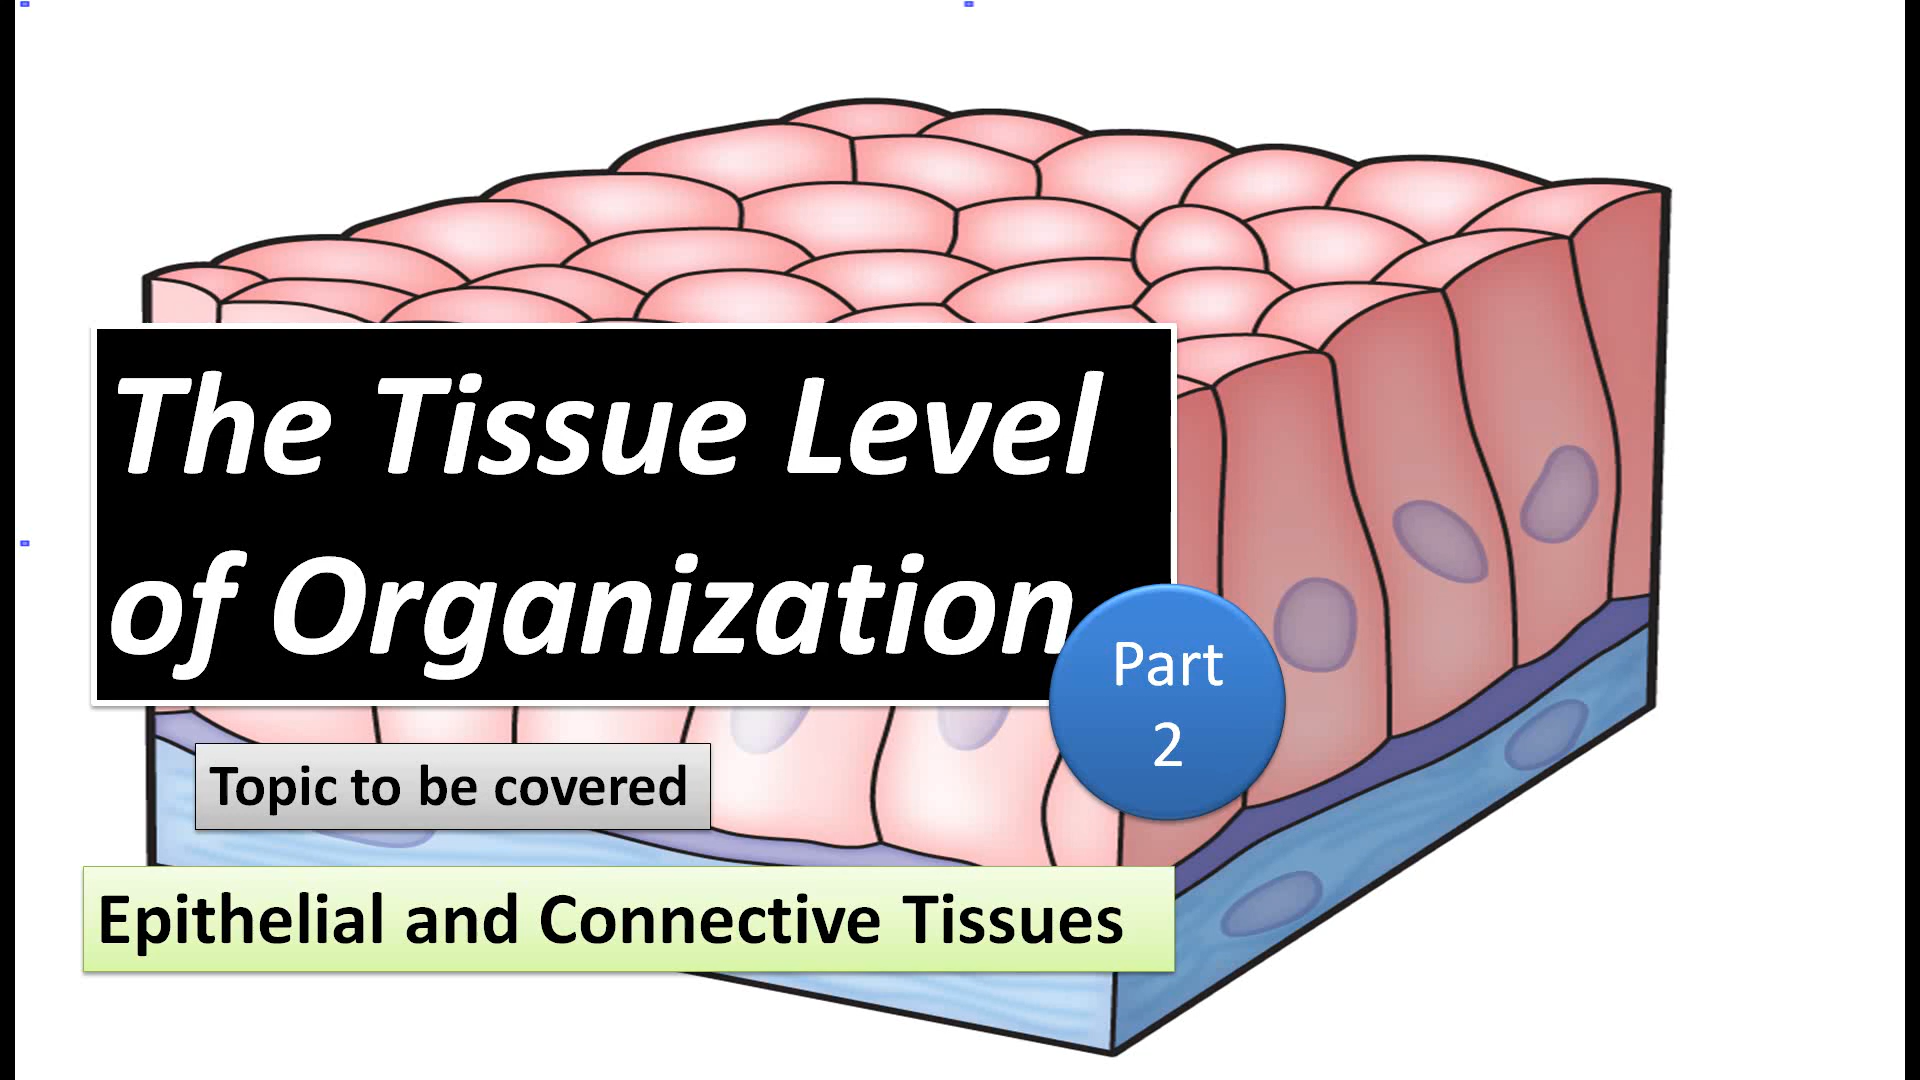 The Tissue Level
of Organization
Part
2
Topic to be covered
Epithelial and Connective Tissues